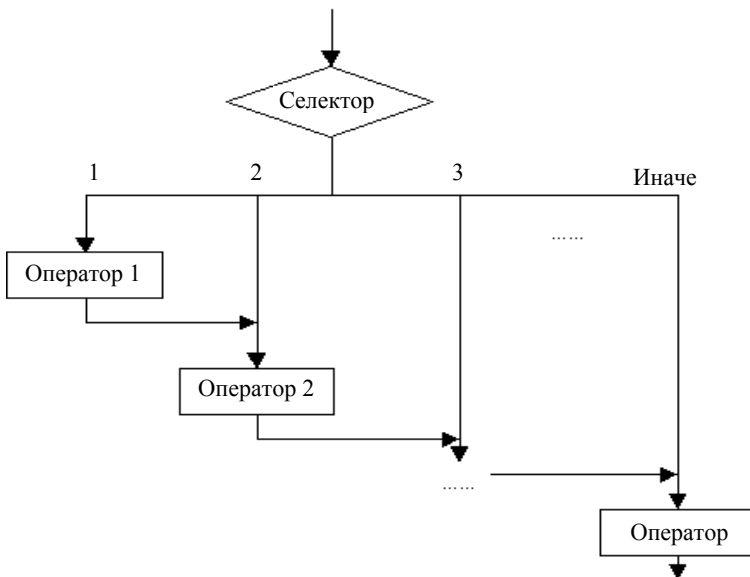 Селектор
1
2
3
Иначе
……
Оператор 1
Оператор 2
……
Оператор